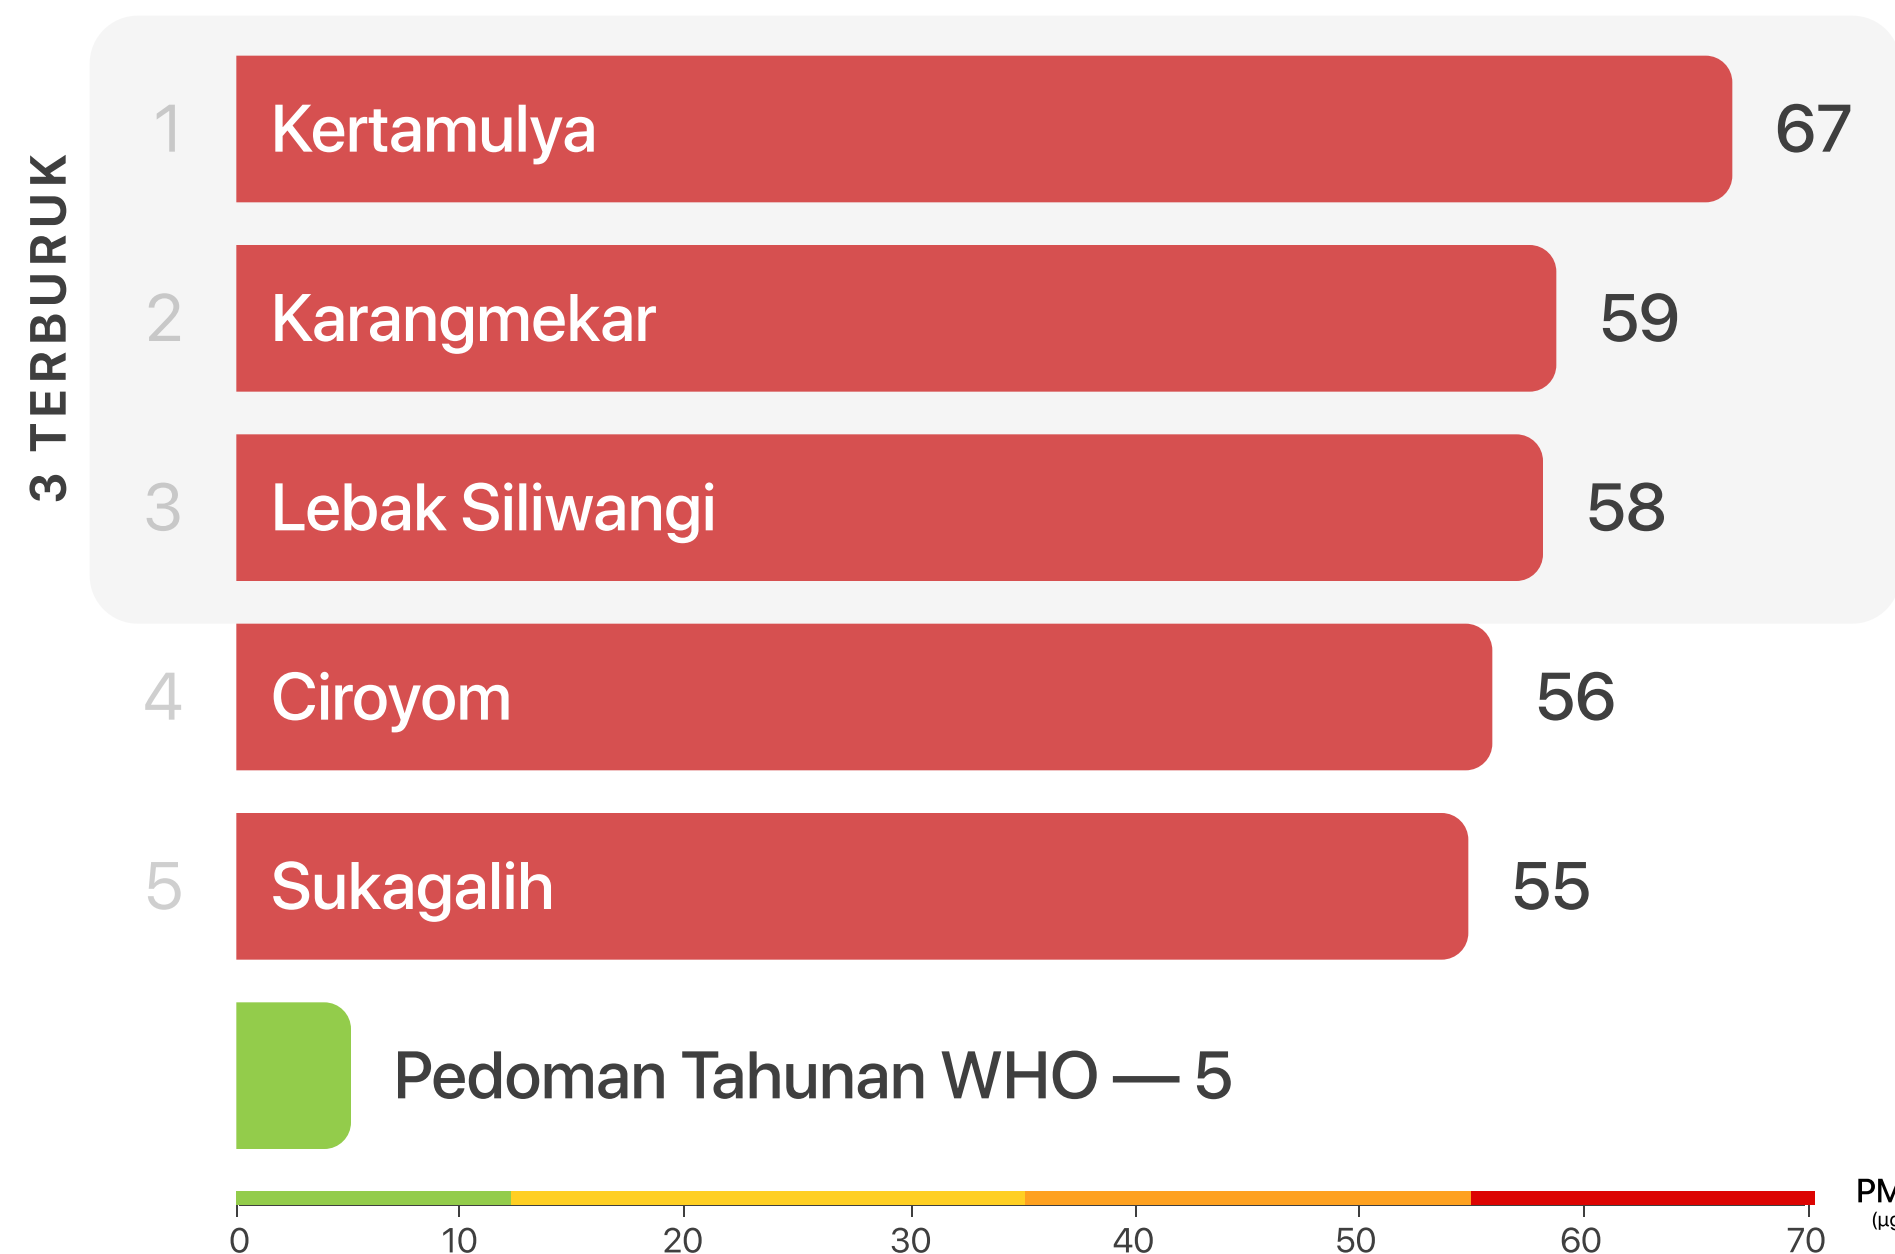 3 TERBURUK
1 Kertamulya 67
2 Karangmekar 59
3 Lebak Siliwangi 58
4 Ciroyom 56
5 Sukagalih 55
Pedoman Tahunan WHO — 5
0 10 20 30 40 50 60 70